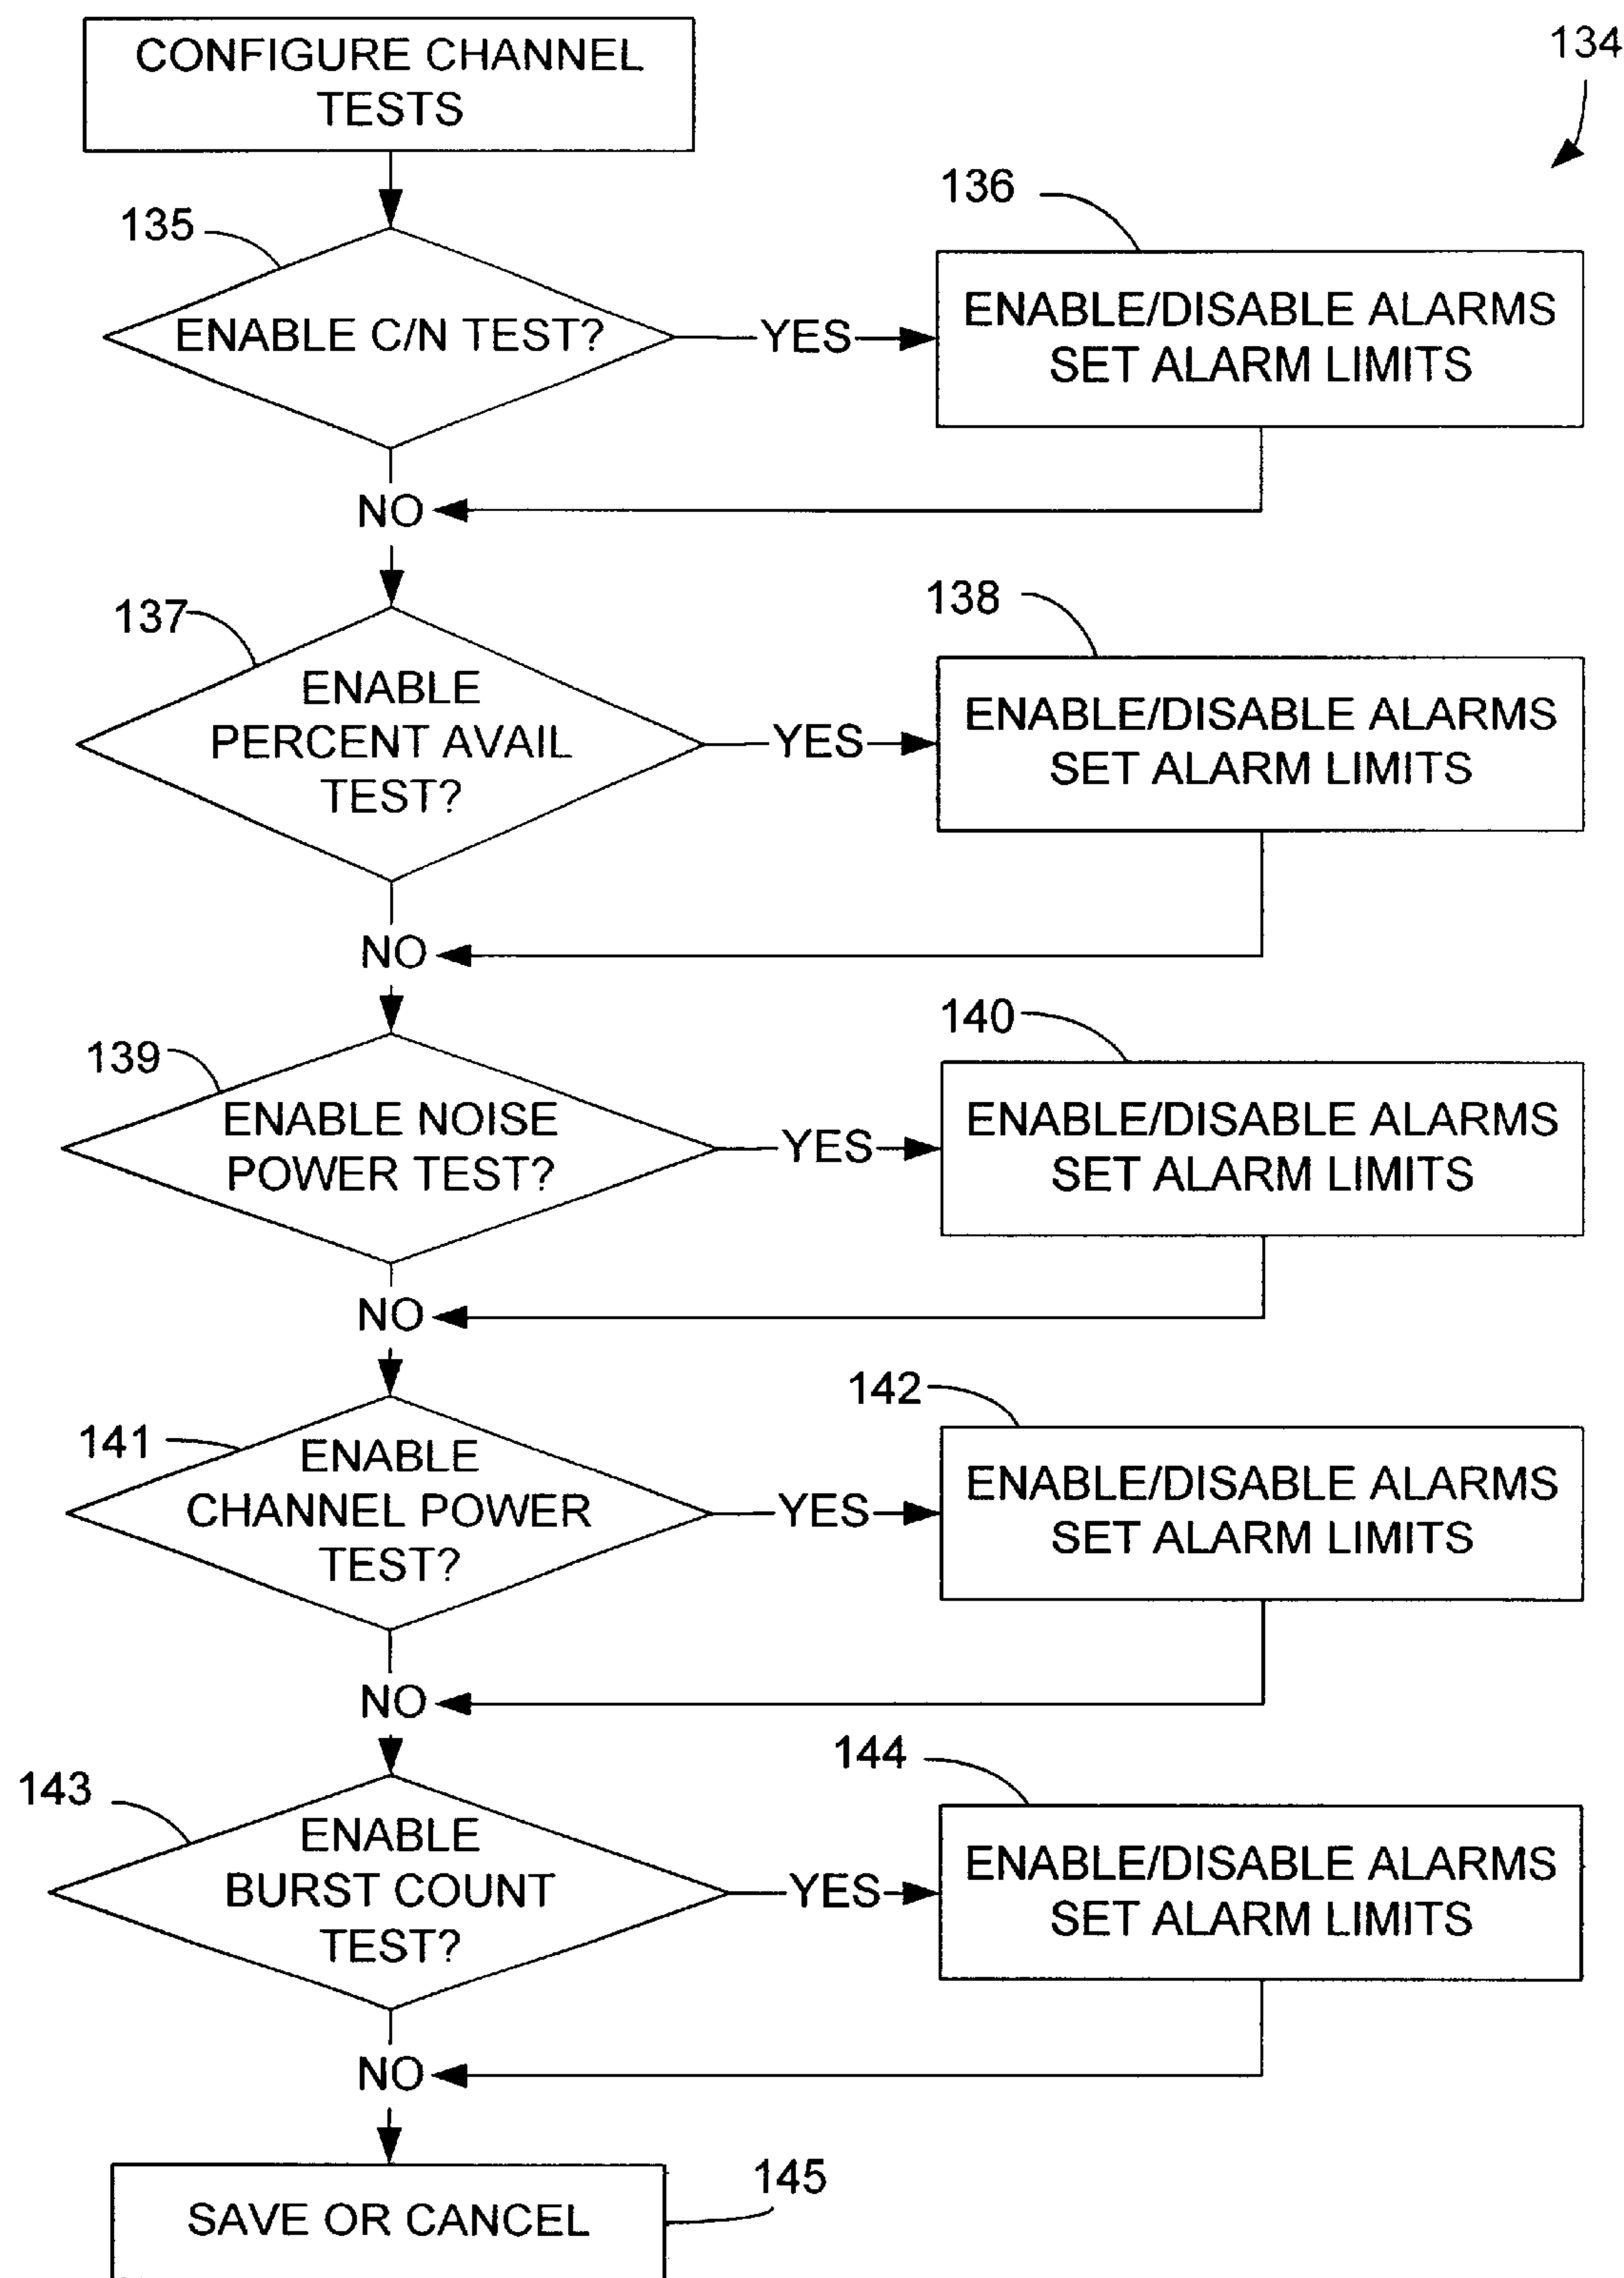 CONFIGURE CHANNEL
TESTS
134
135
136
ENABLE C/N TEST?
YES
ENABLE/DISABLE ALARMS
SET ALARM LIMITS
NO
137
138
ENABLE
PERCENT AVAIL
TEST?
YES
ENABLE/DISABLE ALARMS
SET ALARM LIMITS
NO
139
140
ENABLE NOISE
POWER TEST?
YES
ENABLE/DISABLE ALARMS
SET ALARM LIMITS
NO
141
142
ENABLE
CHANNEL POWER
TEST?
YES
ENABLE/DISABLE ALARMS
SET ALARM LIMITS
NO
143
144
ENABLE
BURST COUNT
TEST?
YES
ENABLE/DISABLE ALARMS
SET ALARM LIMITS
NO
145
SAVE OR CANCEL